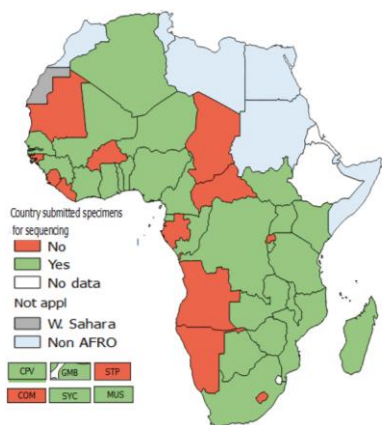 Country submitted specimens
for sequencing
No
Yes
No data
Not appl
W. Sahara
Non AFRO
CPV GMB STP
COM SYC MUS